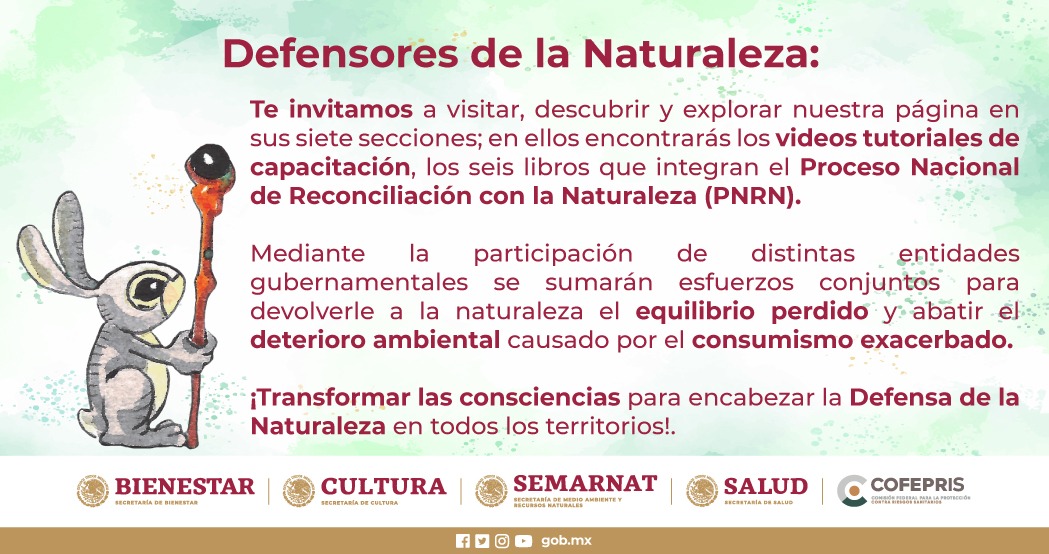 Defensores de la Naturaleza:
Te invitamos a visitar, descubrir y explorar nuestra página en
sus siete secciones; en ellos encontrarás los videos tutoriales de
capacitación, los seis libros que integran el Proceso Nacional
de Reconciliación con la Naturaleza (PNRN).
Mediante la participación de distintas entidades
gubernamentales se sumarán esfuerzos conjuntos para
devolverle a la naturaleza el equilibrio perdido y abatir el
deterioro ambiental causado por el consumismo exacerbado.
¡Transformar las consciencias para encabezar la Defensa de la
Naturaleza en todos los territorios!.
BIENESTAR
SECRETARÍA DE BIENESTAR
CULTURA
SECRETARÍA DE CULTURA
SEMARNAT
SECRETARÍA DE MEDIO AMBIENTE Y
RECURSOS NATURALES
SALUD
SECRETARÍA DE SALUD
COFEPRIS
COMISIÓN FEDERAL PARA LA PROTECCIÓN
CONTRA RIESGOS SANITARIOS
gob.mx